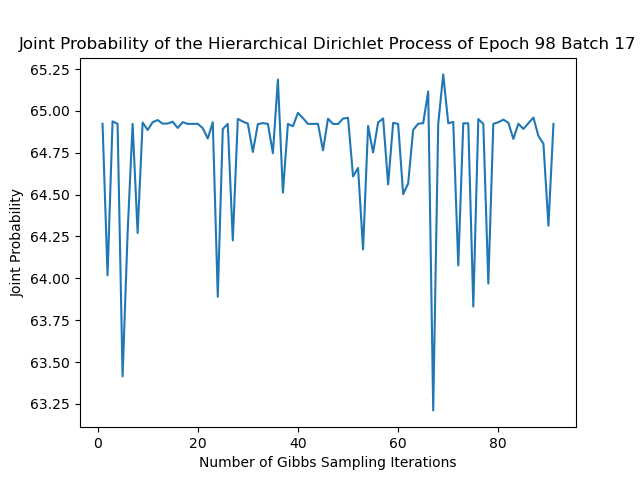 Joint Probability of the Hierarchical Dirichlet Process of Epoch 98 Batch 17
65.25
65.00
64.75
64.50
64.25
64.00
63.75
63.50
63.25
Joint Probability
0 20 40 60 80
Number of Gibbs Sampling Iterations